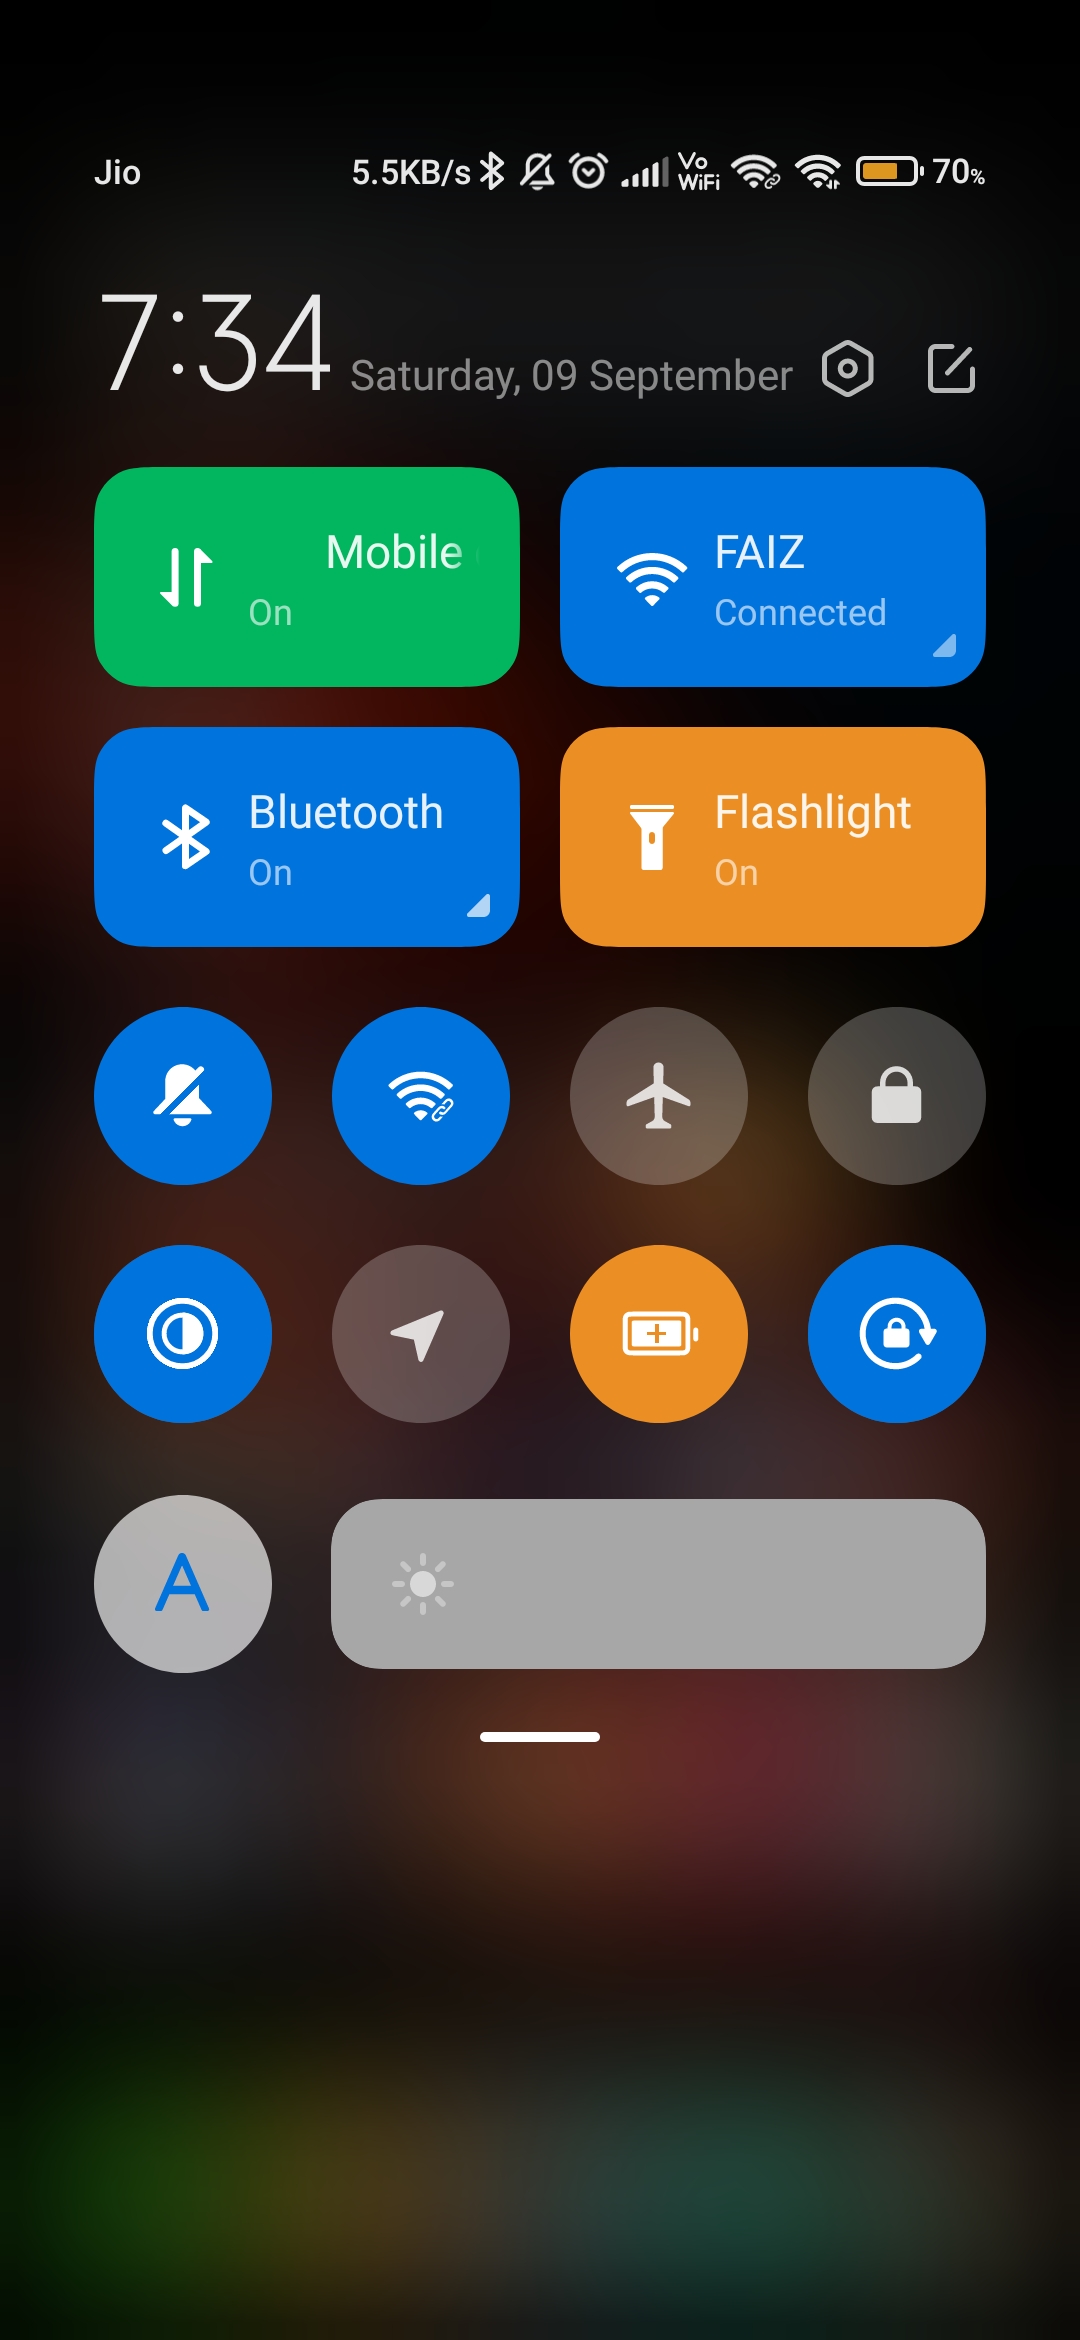 Jio 5.5KB/s Vo WiFi 70%
7:34 Saturday, 09 September
Mobile
On
FAIZ
Connected
Bluetooth
On
Flashlight
On
A